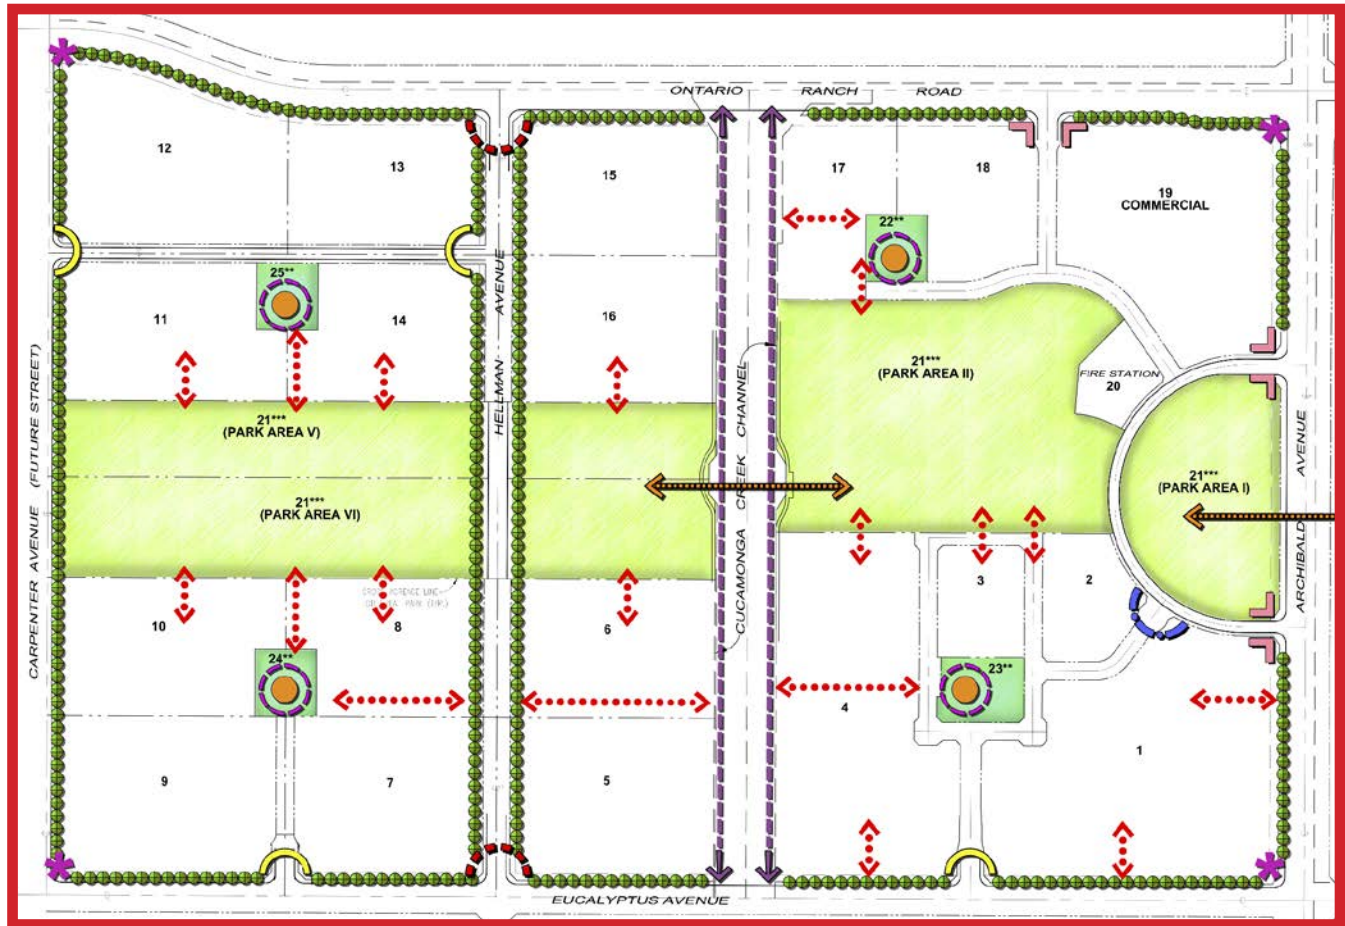 ONTARIO RANCH ROAD
12
13
15
17
18
19
COMMERCIAL
22**
25**
11
14
16
HELLMAN AVENUE
21***
(PARK AREA II)
FIRE STATION
20
CARPENTER AVENUE (FUTURE STREET)
21***
(PARK AREA V)
21***
(PARK AREA VI)
CUCAMONGA CREEK CHANNEL
21***
(PARK AREA I)
ARCHIBALD AVENUE
3
2
10
8
6
24**
23**
4
1
9
7
5
EUCALYPTUS AVENUE